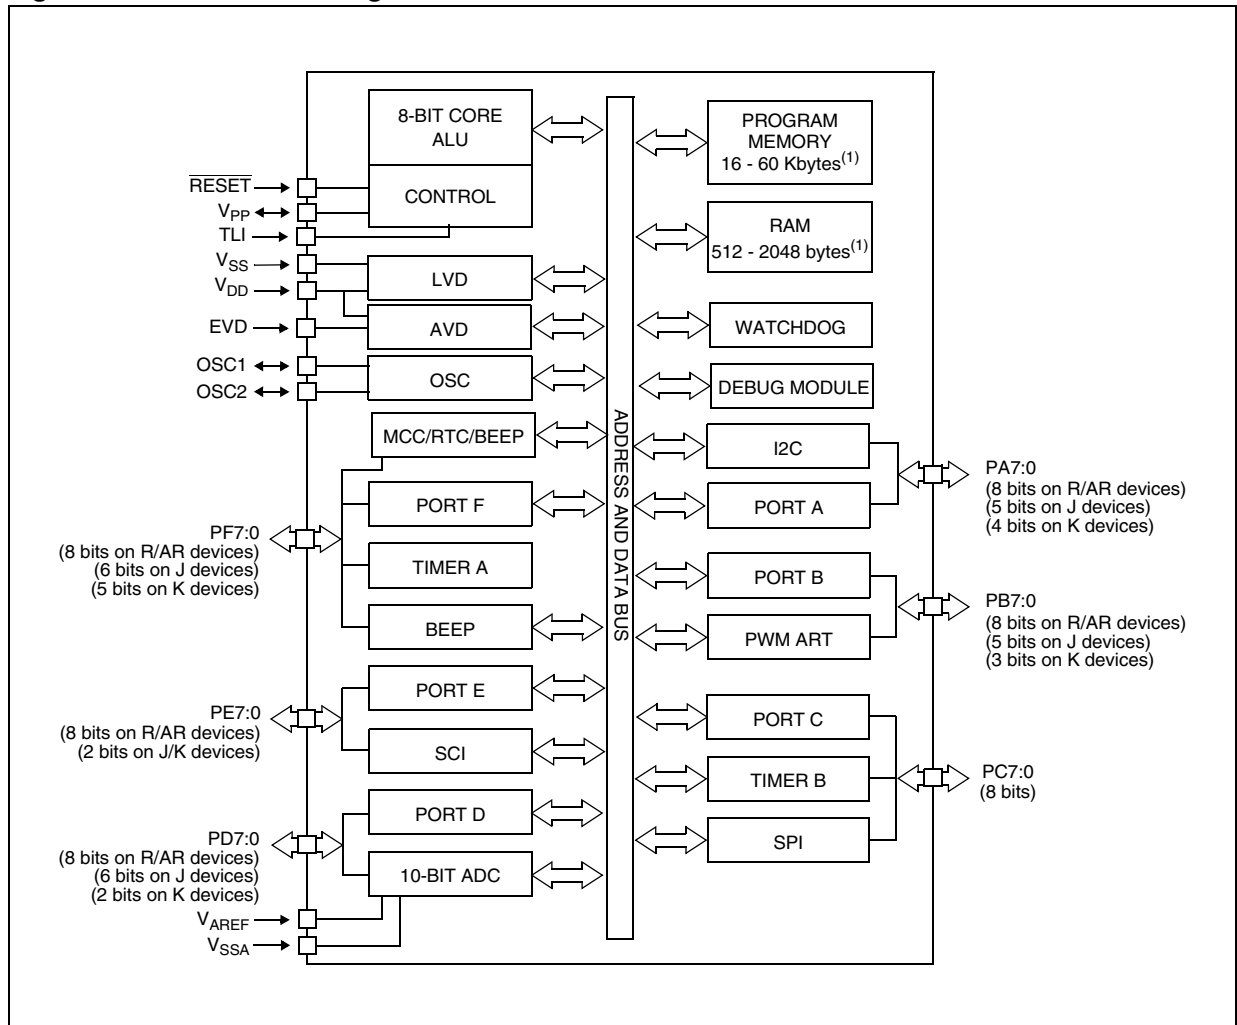 8-BIT CORE
ALU
CONTROL
RESET
VPP
TLI
VSS
VDD
EVD
OSC1
OSC2
LVD
AVD
OSC
MCC/RTC/BEEP
PORT F
TIMER A
BEEP
PF7:0
(8 bits on R/AR devices)
(6 bits on J devices)
(5 bits on K devices)
PORT E
SCI
PE7:0
(8 bits on R/AR devices)
(2 bits on J/K devices)
PORT D
10-BIT ADC
PD7:0
(8 bits on R/AR devices)
(6 bits on J devices)
(2 bits on K devices)
VAREF
VSSA
ADDRESS AND DATA BUS
PROGRAM
MEMORY
16 - 60 Kbytes(1)
RAM
512 - 2048 bytes(1)
WATCHDOG
DEBUG MODULE
I2C
PORT A
PA7:0
(8 bits on R/AR devices)
(5 bits on J devices)
(4 bits on K devices)
PORT B
PWM ART
PB7:0
(8 bits on R/AR devices)
(5 bits on J devices)
(3 bits on K devices)
PORT C
TIMER B
SPI
PC7:0
(8 bits)